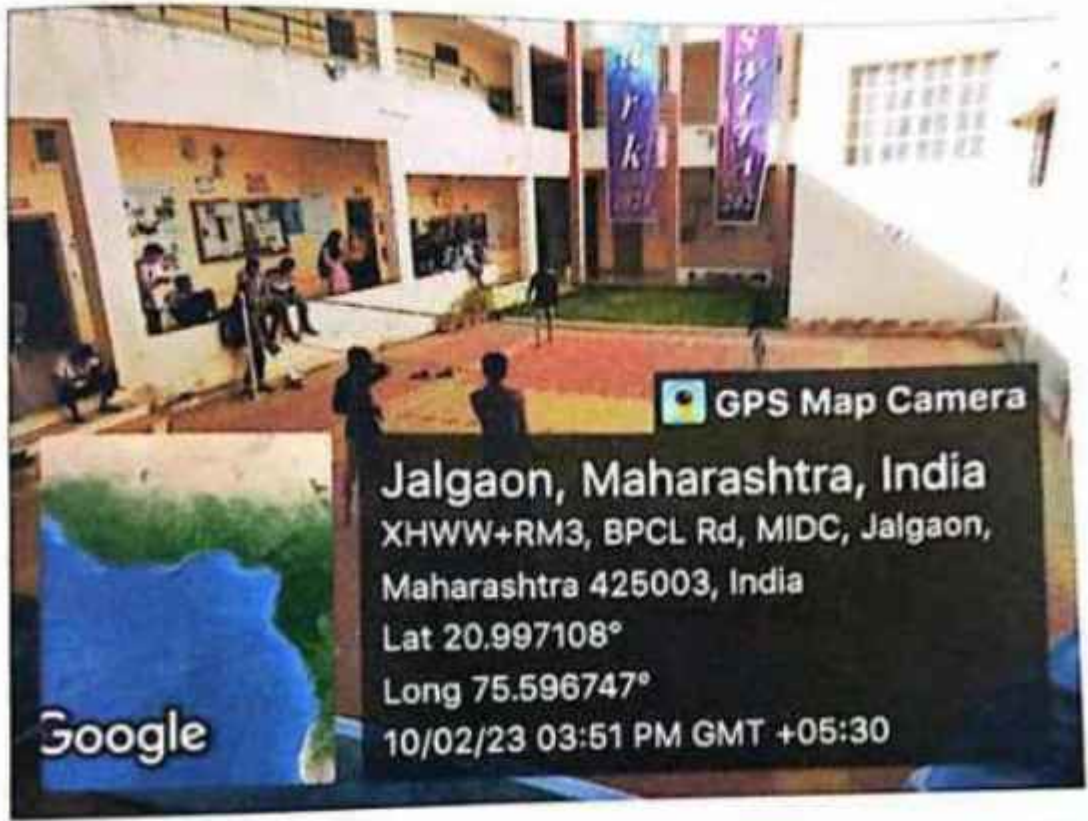 GPS Map Camera
Jalgaon, Maharashtra, India
XHWW+RM3, BPCL Rd, MIDC, Jalgaon,
Maharashtra 425003, India
Lat 20.997108°
Long 75.596747°
10/02/23 03:51 PM GMT +05:30
Google